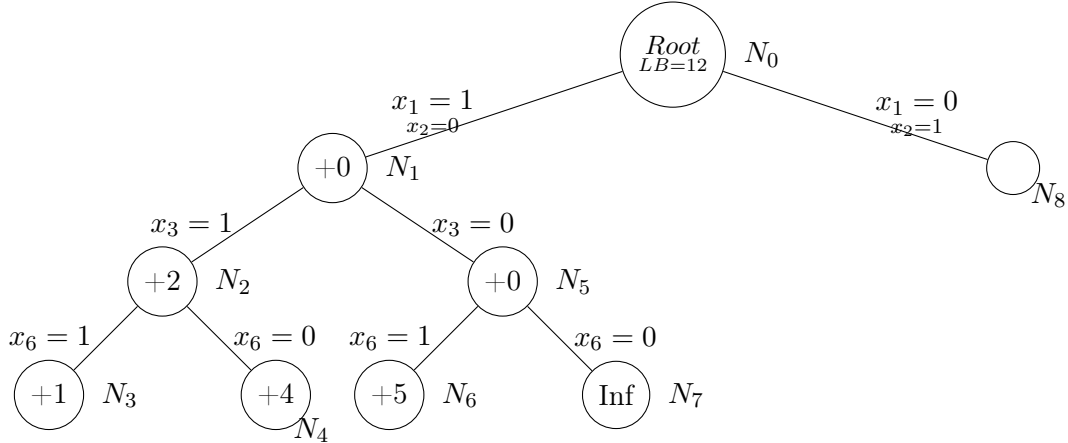 Root
LB=12
N₀
x₁ = 1
x₂=0
x₁ = 0
x₂=1
+0
N₁
N₈
x₃ = 1
x₃ = 0
+2
N₂
+0
N₅
x₆ = 1
x₆ = 0
x₆ = 1
x₆ = 0
+1
N₃
+4
N₄
+5
N₆
Inf
N₇